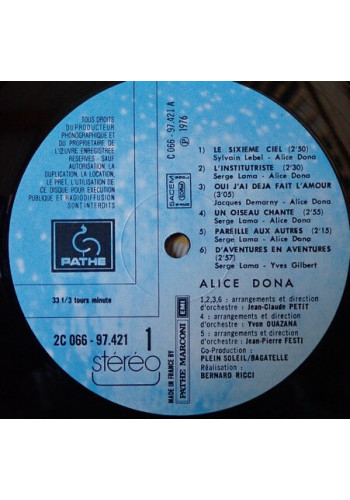 TOUS DROITS
DU PRODUCTEUR
PHONOGRAPHIQUE ET
DU PROPRIETAIRE DE
L'ŒUVRE ENREGISTREE
RESERVES - SAUF
AUTORISATION, LA
DUPLICATION, LA LOCATION,
LE PRET, L'UTILISATION DE
CE DISQUE POUR EXECUTION
PUBLIQUE ET RADIODIFFUSION
SONT INTERDITS
PATHE
33 1/3 tours minute
2C 066 - 97.421 1
stéréo
C 066-97.421 A
℗ 1976
SACEM
MADE IN FRANCE BY
PATHE MARCONI EMI
1) LE SIXIEME CIEL (2'50)
Sylvain Lebel - Alice Dona
2) L'INSTITUTRISTE (2'30)
Serge Lama - Alice Dona
3) OUI J'AI DEJA FAIT L'AMOUR
(3'05)
Jacques Demarny - Alice Dona
4) UN OISEAU CHANTE (2'55)
Serge Lama - Alice Dona
5) PAREILLE AUX AUTRES (2'15)
Serge Lama - Alice Dona
6) D'AVENTURES EN AVENTURES
(2'57)
Serge Lama - Yves Gilbert
ALICE DONA
1,2,3,6 : arrangements et direction
d'orchestre : Jean-Claude PETIT
4 : arrangements et direction
d'orchestre : Yvon OUAZANA
5 : arrangements et direction
d'orchestre : Jean-Pierre FESTI
Co-Production :
PLEIN SOLEIL/BAGATELLE
Réalisation :
BERNARD RICCI